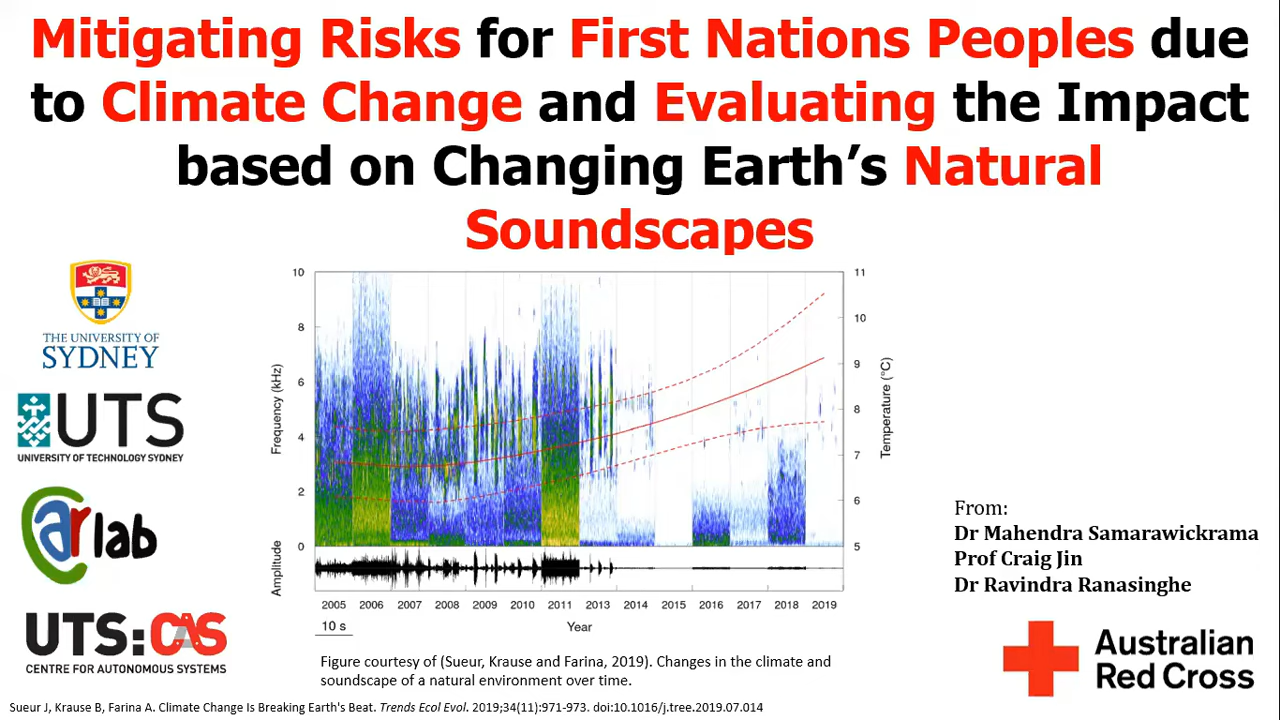 Mitigating Risks for First Nations Peoples due
to Climate Change and Evaluating the Impact
based on Changing Earth’s Natural
Soundscapes
THE UNIVERSITY OF
SYDNEY
UTS
UNIVERSITY OF TECHNOLOGY SYDNEY
Carlab
UTS:CAS
CENTRE FOR AUTONOMOUS SYSTEMS
Frequency (kHz)
10
8
6
4
2
0
Amplitude
11
10
9
8
7
6
5
Temperature (°C)
2005 2006 2007 2008 2009 2010 2011 2013 2014 2015 2016 2017 2018 2019
10 s
Year
Figure courtesy of (Sueur, Krause and Farina, 2019). Changes in the climate and
soundscape of a natural environment over time.
From:
Dr Mahendra Samarawickrama
Prof Craig Jin
Dr Ravindra Ranasinghe
Australian
Red Cross
Sueur J, Krause B, Farina A. Climate Change Is Breaking Earth's Beat. Trends Ecol Evol. 2019;34(11):971-973. doi:10.1016/j.tree.2019.07.014